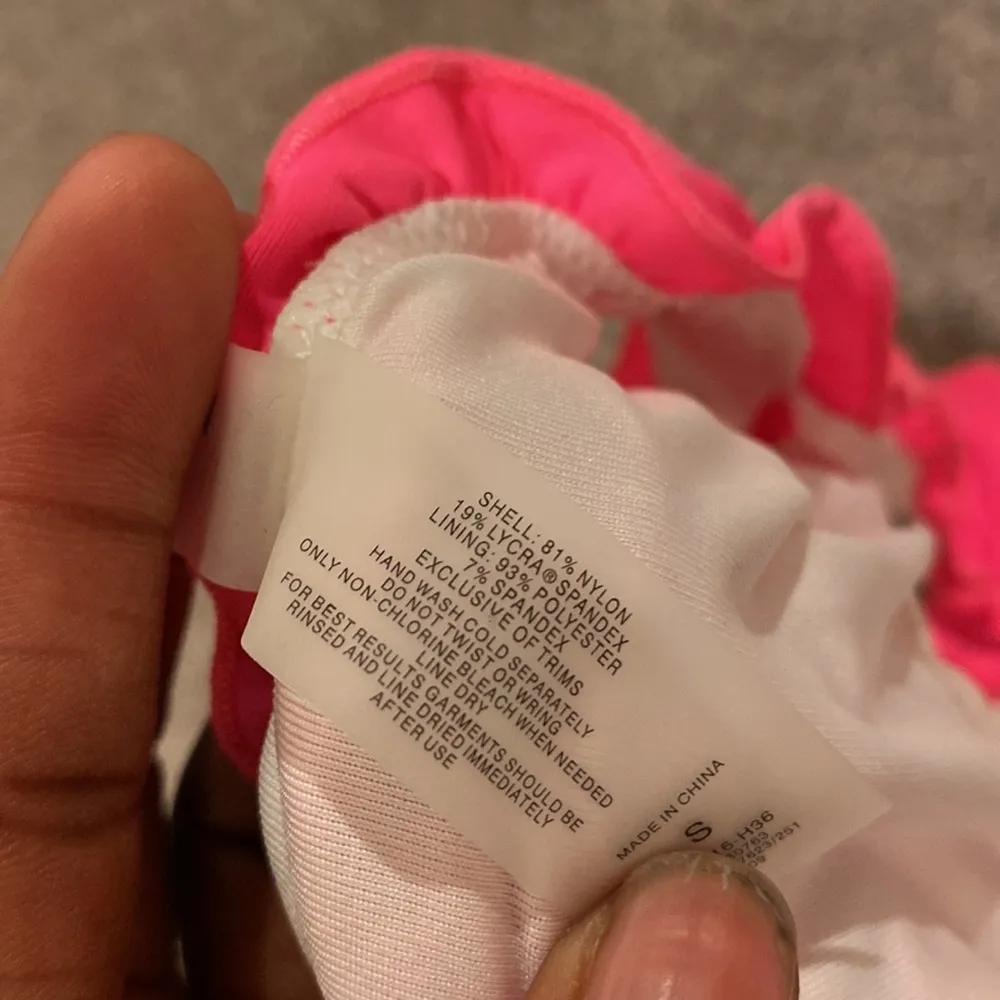 SHELL: 81% NYLON
19% LYCRA® SPANDEX
LINING: 93% POLYESTER
7% SPANDEX
EXCLUSIVE OF TRIMS
HAND WASH COLD SEPARATELY
DO NOT TWIST OR WRING
ONLY NON-CHLORINE BLEACH WHEN NEEDED
LINE DRY
FOR BEST RESULTS GARMENTS SHOULD BE
RINSED AND LINE DRIED IMMEDIATELY
AFTER USE
MADE IN CHINA
S